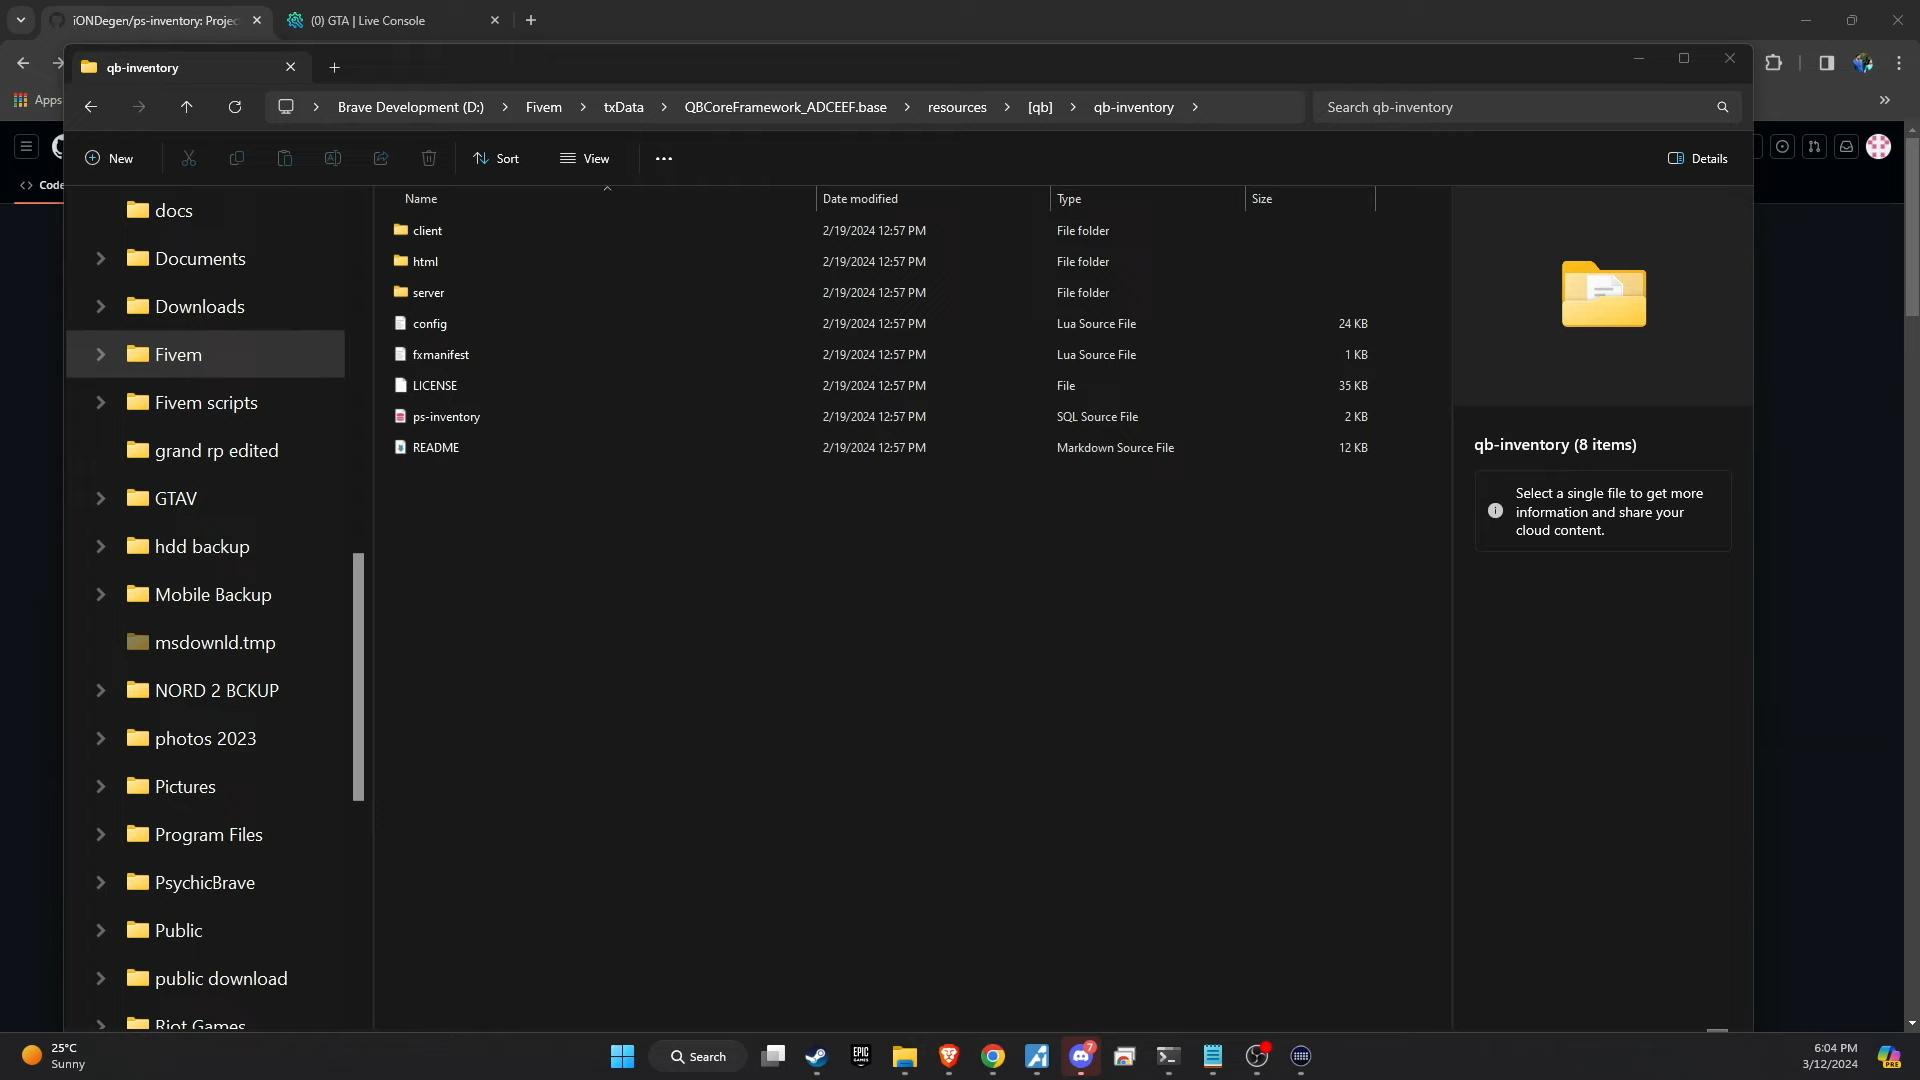 iONDegen/ps-inventory: Projec
(0) GTA | Live Console
qb-inventory
Apps
Brave Development (D:) > Fivem > txData > QBCoreFramework_ADCEEF.base > resources > [qb] > qb-inventory >
Search qb-inventory
New
Sort
View
Details
Code
Name
Date modified
Type
Size
client 2/19/2024 12:57 PM File folder
html 2/19/2024 12:57 PM File folder
server 2/19/2024 12:57 PM File folder
config 2/19/2024 12:57 PM Lua Source File 24 KB
fxmanifest 2/19/2024 12:57 PM Lua Source File 1 KB
LICENSE 2/19/2024 12:57 PM File 35 KB
ps-inventory 2/19/2024 12:57 PM SQL Source File 2 KB
README 2/19/2024 12:57 PM Markdown Source File 12 KB
docs
Documents
Downloads
Fivem
Fivem scripts
grand rp edited
GTAV
hdd backup
Mobile Backup
msdownld.tmp
NORD 2 BCKUP
photos 2023
Pictures
Program Files
PsychicBrave
Public
public download
Riot Games
qb-inventory (8 items)
Select a single file to get more
information and share your
cloud content.
25°C
Sunny
Search
EPIC
GAMES
7
6:04 PM
3/12/2024
PRE